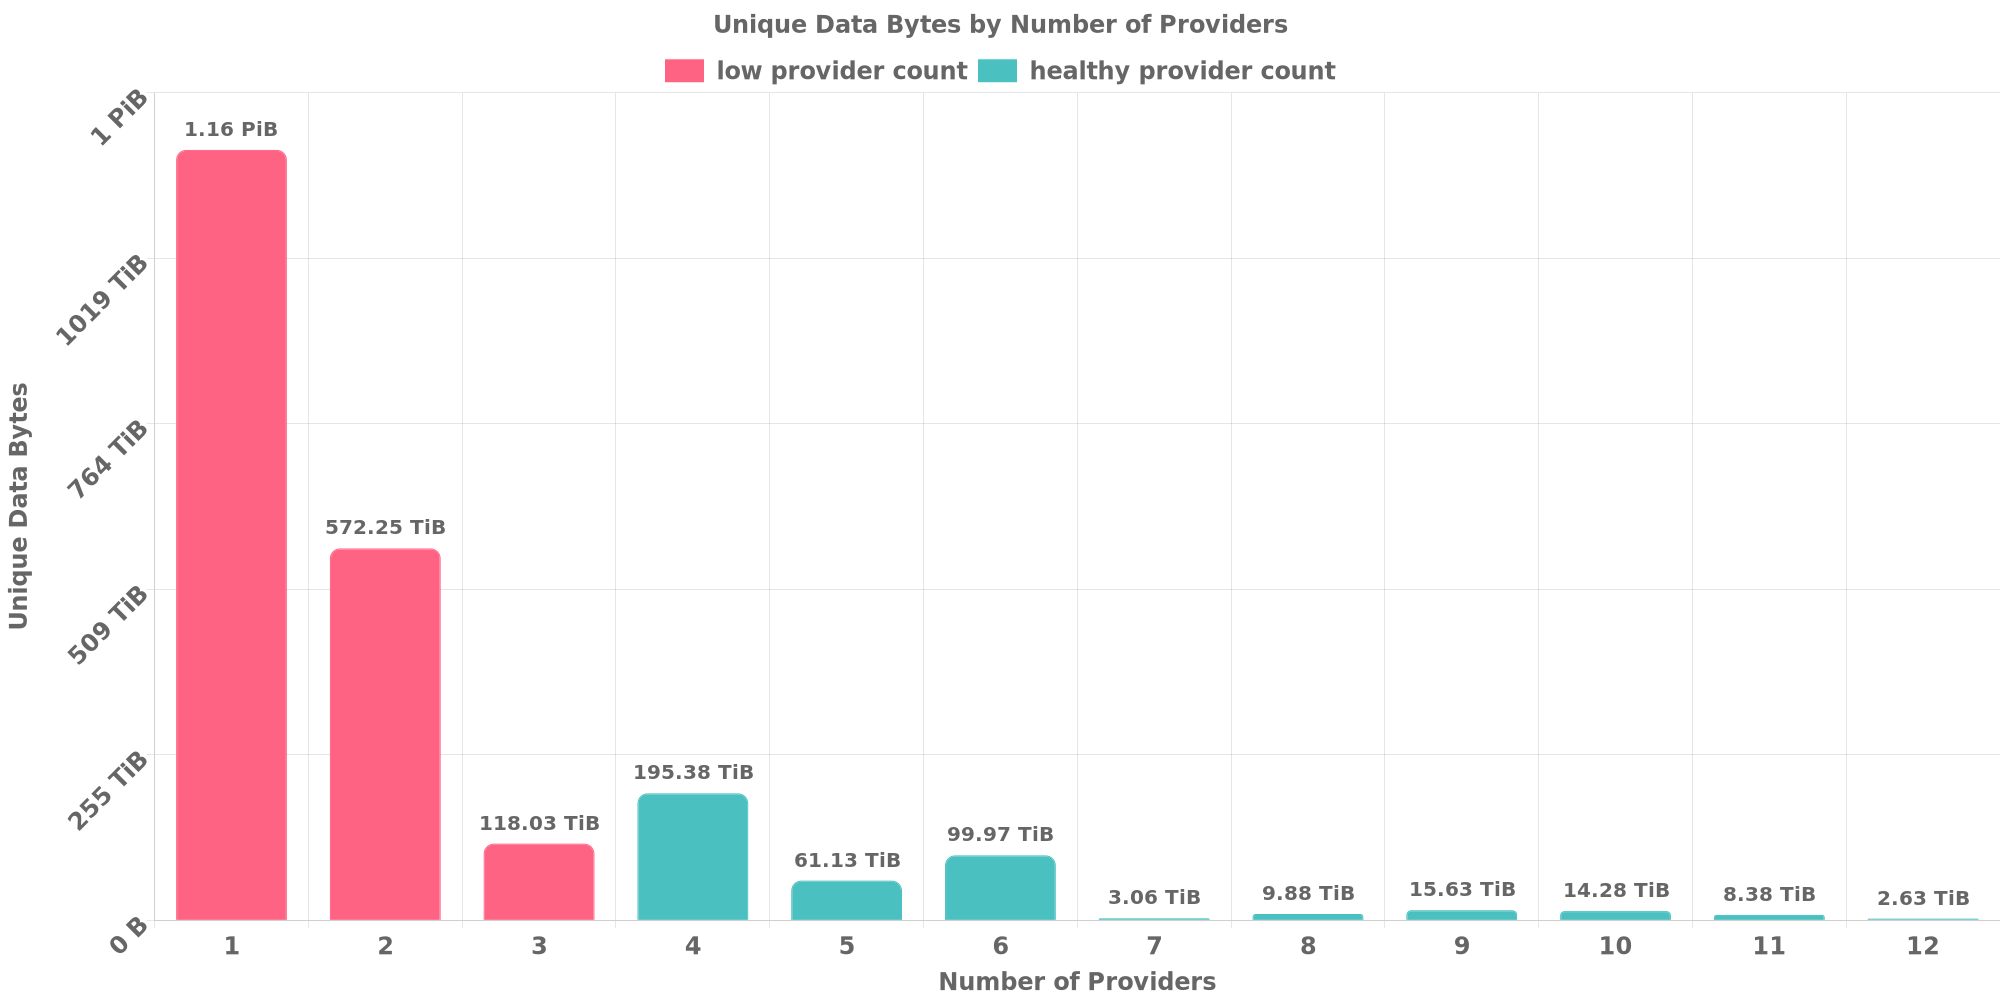 Unique Data Bytes by Number of Providers
low provider count healthy provider count
1 PiB
1019 TiB
764 TiB
509 TiB
255 TiB
0 B
Unique Data Bytes
1.16 PiB
572.25 TiB
118.03 TiB
195.38 TiB
61.13 TiB
99.97 TiB
3.06 TiB
9.88 TiB
15.63 TiB
14.28 TiB
8.38 TiB
2.63 TiB
1 2 3 4 5 6 7 8 9 10 11 12
Number of Providers